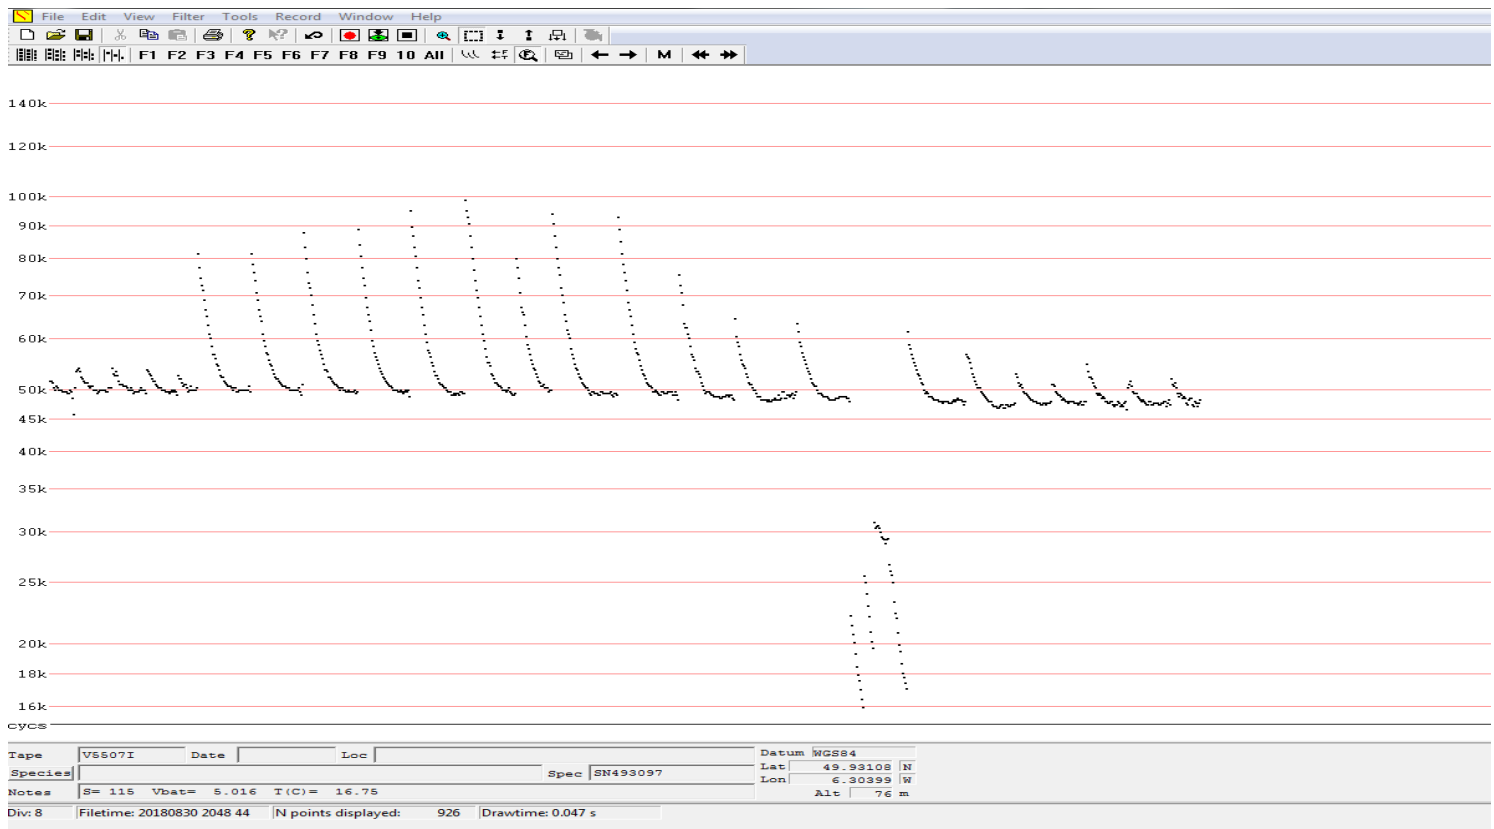 File Edit View Filter Tools Record Window Help
F1 F2 F3 F4 F5 F6 F7 F8 F9 10 All M
140k
120k
100k
90k
80k
70k
60k
50k
45k
40k
35k
30k
25k
20k
18k
16k
cycs
Tape V5507I Date Loc Datum WGS84
Species Spec SN493097 Lat 49.93108 N
Lon 6.30399 W
Notes S= 115 Vbat= 5.016 T(C)= 16.75 Alt 76 m
Div: 8 Filetime: 20180830 2048 44 N points displayed: 926 Drawtime: 0.047 s